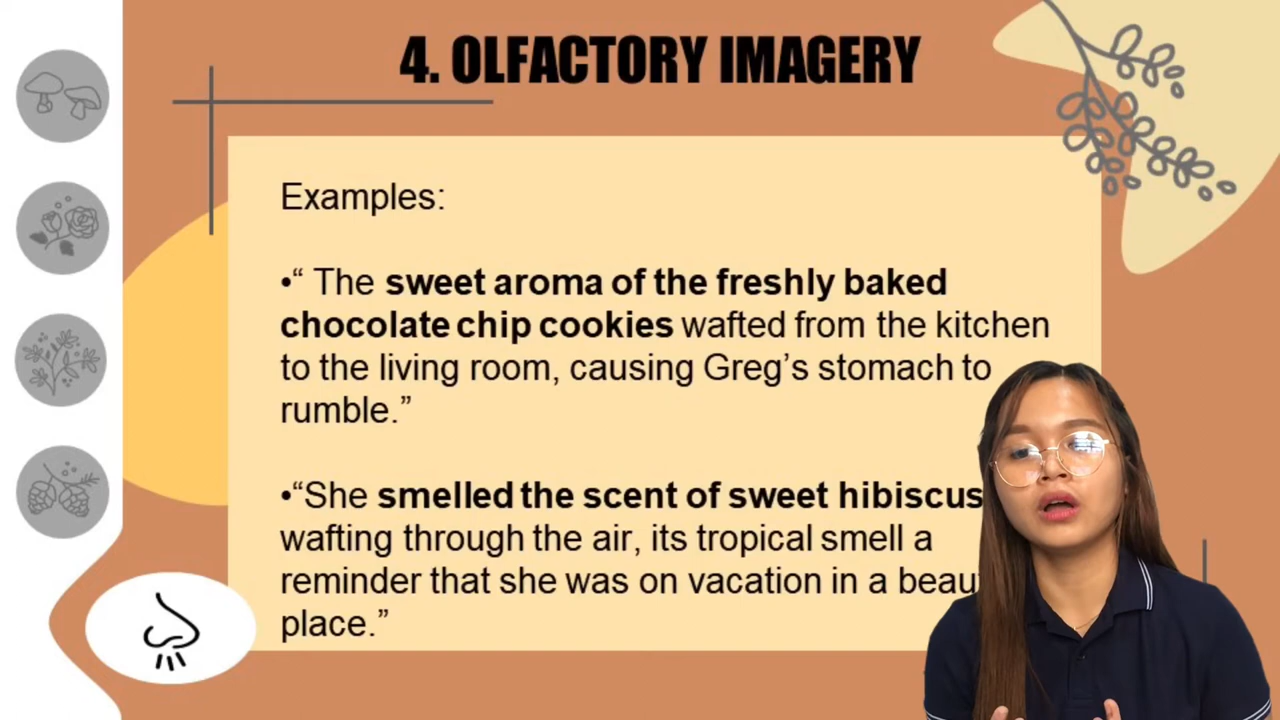 4. OLFACTORY IMAGERY
Examples:
•“ The sweet aroma of the freshly baked
chocolate chip cookies wafted from the kitchen
to the living room, causing Greg’s stomach to
rumble.”
•“She smelled the scent of sweet hibiscus
wafting through the air, its tropical smell a
reminder that she was on vacation in a
place.”